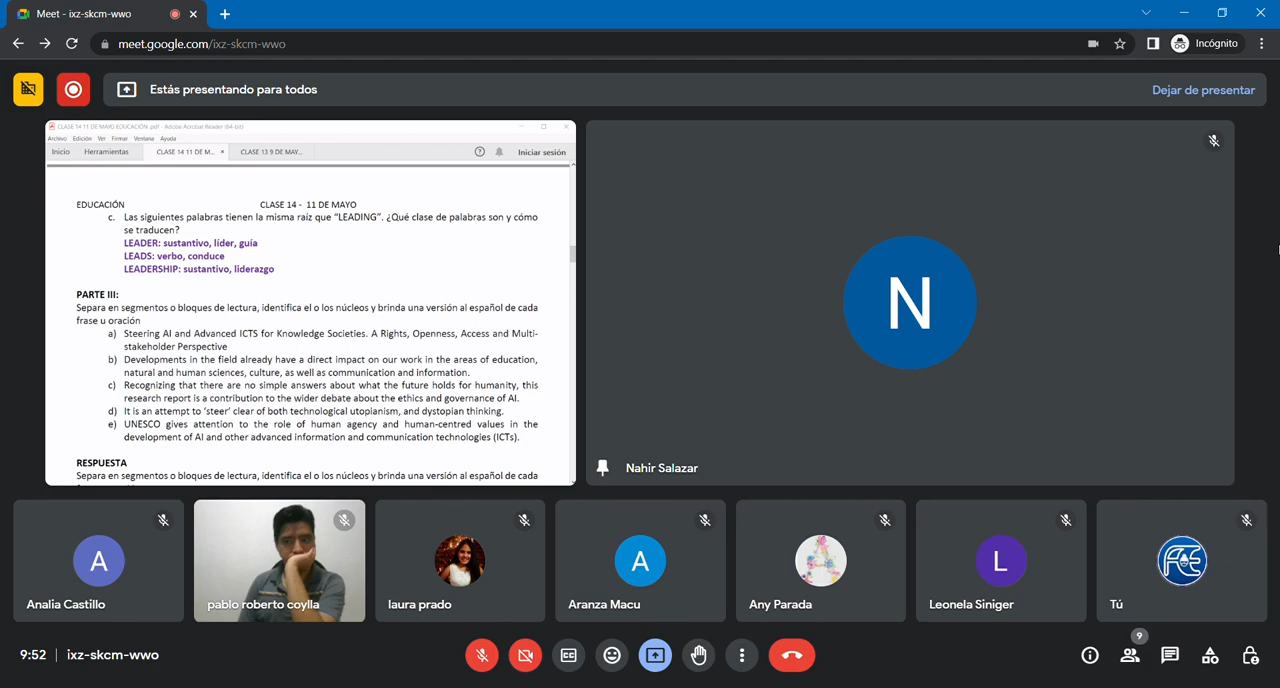 Meet - ixz-skcm-wwo
meet.google.com/ixz-skcm-wwo
Incógnito
Estás presentando para todos
Dejar de presentar
CLASE 14 11 DE MAYO EDUCACIÓN .pdf - Adobe Acrobat Reader (64-bit)
Archivo Edición Ver Firmar Ventana Ayuda
Inicio Herramientas CLASE 14 11 DE M... × CLASE 13 9 DE MAY... Iniciar sesión
EDUCACIÓN CLASE 14 - 11 DE MAYO
c. Las siguientes palabras tienen la misma raíz que “LEADING”. ¿Qué clase de palabras son y cómo
se traducen?
LEADER: sustantivo, líder, guía
LEADS: verbo, conduce
LEADERSHIP: sustantivo, liderazgo
PARTE III:
Separa en segmentos o bloques de lectura, identifica el o los núcleos y brinda una versión al español de cada
frase u oración
a) Steering AI and Advanced ICTS for Knowledge Societies. A Rights, Openness, Access and Multi-
stakeholder Perspective
b) Developments in the field already have a direct impact on our work in the areas of education,
natural and human sciences, culture, as well as communication and information.
c) Recognizing that there are no simple answers about what the future holds for humanity, this
research report is a contribution to the wider debate about the ethics and governance of AI.
d) It is an attempt to ‘steer’ clear of both technological utopianism, and dystopian thinking.
e) UNESCO gives attention to the role of human agency and human-centred values in the
development of AI and other advanced information and communication technologies (ICTs).
RESPUESTA
Separa en segmentos o bloques de lectura, identifica el o los núcleos y brinda una versión al español de cada
N
Nahir Salazar
A
Analia Castillo
pablo roberto coylla
laura prado
A
Aranza Macu
Any Parada
L
Leonela Siniger
Tú
9:52 | ixz-skcm-wwo
9